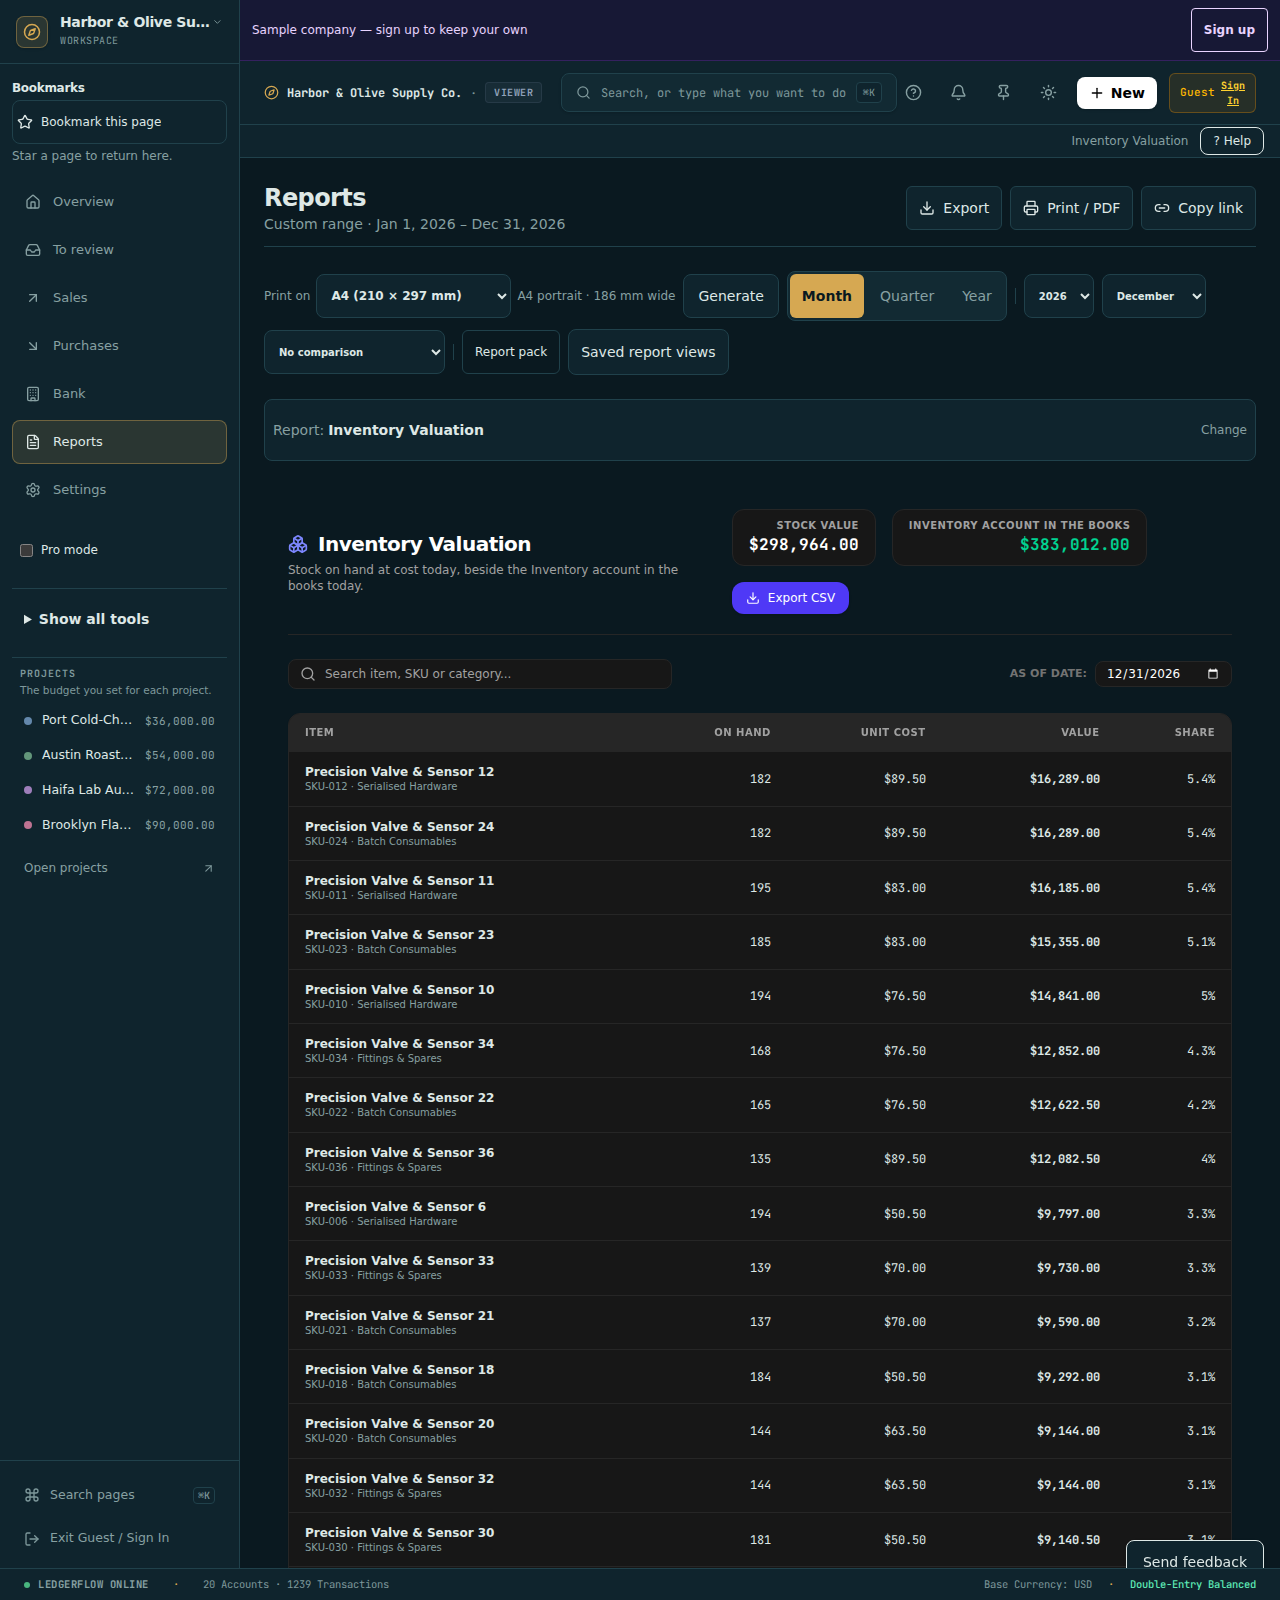 Harbor & Olive Su...
WORKSPACE
Bookmarks
Bookmark this page
Star a page to return here.
Overview
To review
Sales
Purchases
Bank
Reports
Settings
Pro mode
Show all tools
PROJECTS
The budget you set for each project.
Port Cold-Ch... $36,000.00
Austin Roast... $54,000.00
Haifa Lab Au... $72,000.00
Brooklyn Fla... $90,000.00
Open projects
Search pages ⌘K
Exit Guest / Sign In
Sample company — sign up to keep your own
Sign up
Harbor & Olive Supply Co. · VIEWER
Search, or type what you want to do ⌘K
New
Guest Sign In
Inventory Valuation
? Help
Reports
Custom range · Jan 1, 2026 – Dec 31, 2026
Export
Print / PDF
Copy link
Print on A4 (210 × 297 mm) A4 portrait · 186 mm wide Generate Month Quarter Year 2026 December
No comparison Report pack Saved report views
Report: Inventory Valuation Change
Inventory Valuation
Stock on hand at cost today, beside the Inventory account in the
books today.
STOCK VALUE
$298,964.00
INVENTORY ACCOUNT IN THE BOOKS
$383,012.00
Export CSV
Search item, SKU or category...
AS OF DATE: 12/31/2026
ITEM ON HAND UNIT COST VALUE SHARE
Precision Valve & Sensor 12
SKU-012 · Serialised Hardware
182 $89.50 $16,289.00 5.4%
Precision Valve & Sensor 24
SKU-024 · Batch Consumables
182 $89.50 $16,289.00 5.4%
Precision Valve & Sensor 11
SKU-011 · Serialised Hardware
195 $83.00 $16,185.00 5.4%
Precision Valve & Sensor 23
SKU-023 · Batch Consumables
185 $83.00 $15,355.00 5.1%
Precision Valve & Sensor 10
SKU-010 · Serialised Hardware
194 $76.50 $14,841.00 5%
Precision Valve & Sensor 34
SKU-034 · Fittings & Spares
168 $76.50 $12,852.00 4.3%
Precision Valve & Sensor 22
SKU-022 · Batch Consumables
165 $76.50 $12,622.50 4.2%
Precision Valve & Sensor 36
SKU-036 · Fittings & Spares
135 $89.50 $12,082.50 4%
Precision Valve & Sensor 6
SKU-006 · Serialised Hardware
194 $50.50 $9,797.00 3.3%
Precision Valve & Sensor 33
SKU-033 · Fittings & Spares
139 $70.00 $9,730.00 3.3%
Precision Valve & Sensor 21
SKU-021 · Batch Consumables
137 $70.00 $9,590.00 3.2%
Precision Valve & Sensor 18
SKU-018 · Batch Consumables
184 $50.50 $9,292.00 3.1%
Precision Valve & Sensor 20
SKU-020 · Batch Consumables
144 $63.50 $9,144.00 3.1%
Precision Valve & Sensor 32
SKU-032 · Fittings & Spares
144 $63.50 $9,144.00 3.1%
Precision Valve & Sensor 30
SKU-030 · Fittings & Spares
181 $50.50 $9,140.50
Send feedback
LEDGERFLOW ONLINE · 20 Accounts · 1239 Transactions
Base Currency: USD · Double-Entry Balanced